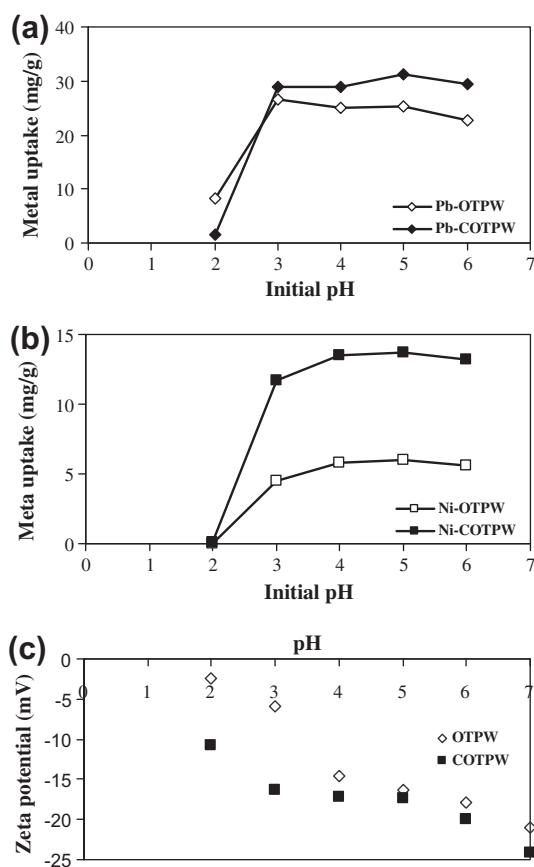 (a)
40
30
20
10
0
Metal uptake (mg/g)
Pb-OTPW
Pb-COTPW
0 1 2 3 4 5 6 7
Initial pH
(b)
15
10
5
0
Meta uptake (mg/g)
Ni-OTPW
Ni-COTPW
0 1 2 3 4 5 6 7
Initial pH
(c)
pH
0 1 2 3 4 5 6 7
0
-5
-10
-15
-20
-25
Zeta potential (mV)
OTPW
COTPW